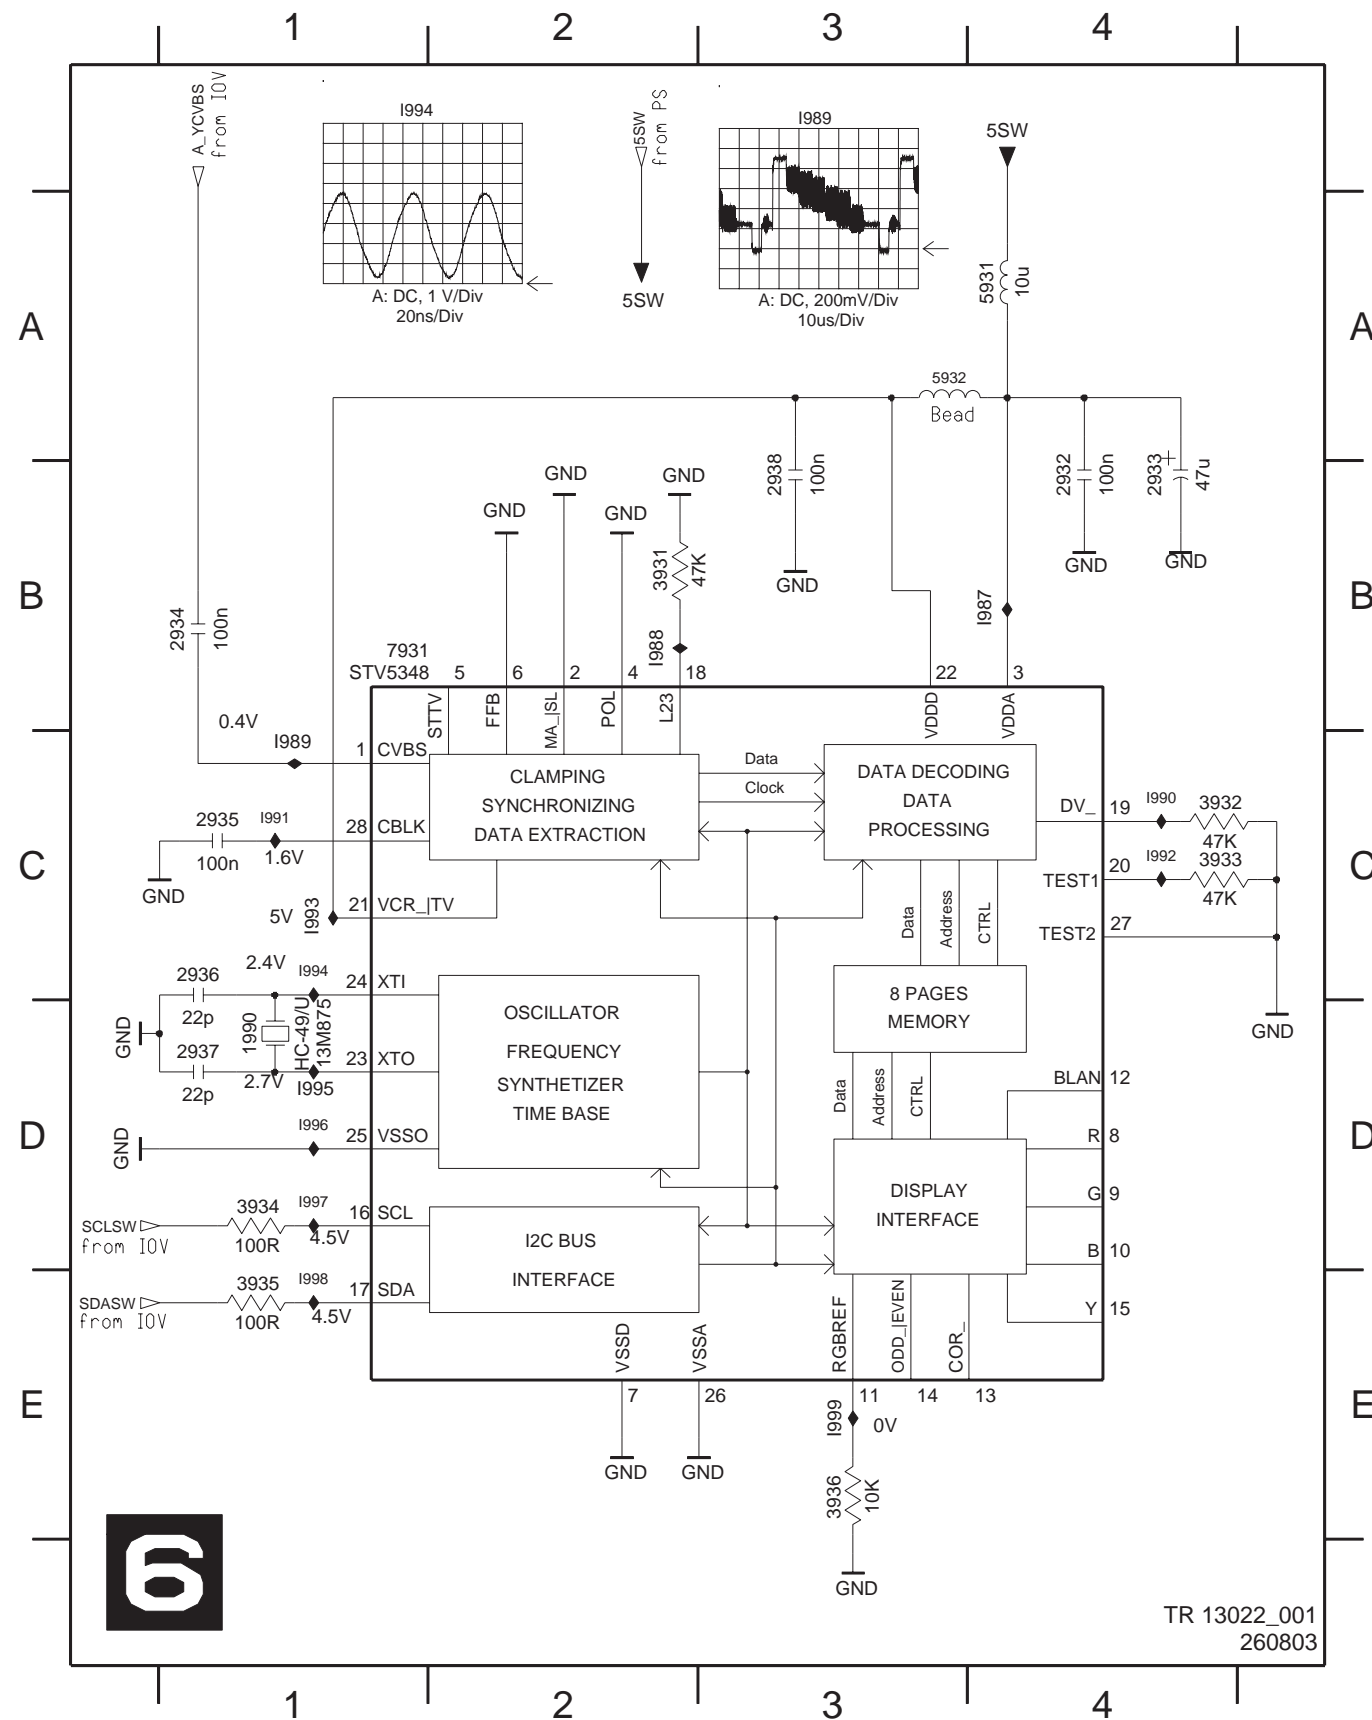 1 2 3 4
A_YCVBS
from IOV
I994
A: DC, 1 V/Div
20ns/Div
5SW
from PS
5SW
I989
A: DC, 200mV/Div
10us/Div
5SW
5931
10u
A A
5932
Bead
2938
100n
2932
100n
2933
+
47u
GND
GND
GND
GND
GND
GND
GND
3931
47K
B B
2934
100n
I988
I987
7931
STV5348
5 6 2 4 18 22 3
STTV
FFB
MA_|SL
POL
L23
VDDD
VDDA
0.4V
I989
1 CVBS
CLAMPING
SYNCHRONIZING
DATA EXTRACTION
Data
Clock
DATA DECODING
DATA
PROCESSING
2935
100n
I991
1.6V
28 CBLK
GND
DV_ 19
I990
3932
47K
C C
TEST1 20
I992
3933
47K
5V
I993
21 VCR_|TV
Data
Address
CTRL
TEST2 27
GND
2936
22p
2.4V
I994
24 XTI
GND
1990
HC-49/U
13M875
2937
22p
2.7V
I995
23 XTO
OSCILLATOR
FREQUENCY
SYNTHETIZER
TIME BASE
8 PAGES
MEMORY
Data
Address
CTRL
BLAN 12
D D
GND
I996
25 VSSO
R 8
DISPLAY
INTERFACE
G 9
B 10
SCLSW
from IOV
3934
100R
I997
4.5V
16 SCL
I2C BUS
INTERFACE
SDASW
from IOV
3935
100R
I998
4.5V
17 SDA
Y 15
VSSD
VSSA
RGBREF
ODD_|EVEN
COR_
7 26 11 14 13
E E
I999
0V
GND
GND
3936
10K
GND
6
TR 13022_001
260803
1 2 3 4